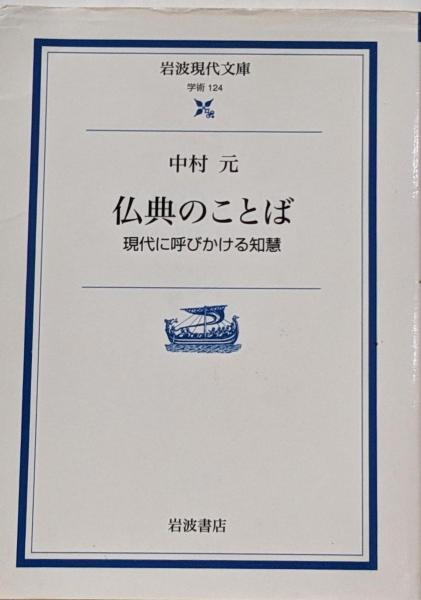 岩波現代文庫
学術 124
中村 元
仏典のことば
現代に呼びかける知慧
岩波書店